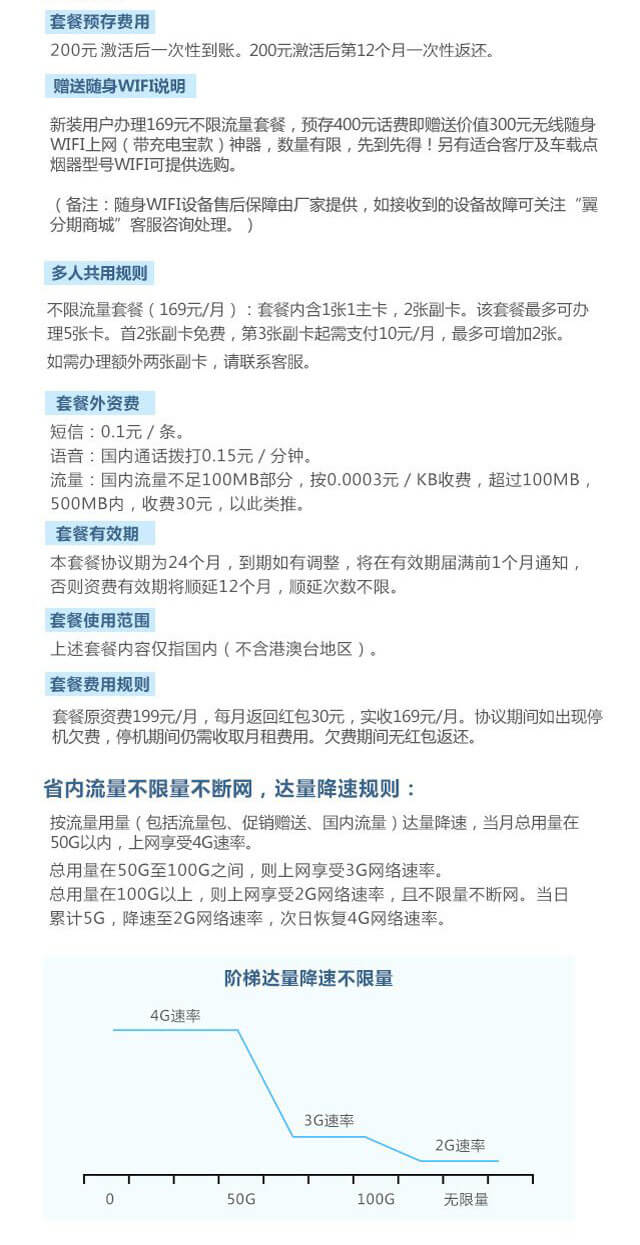 套餐预存费用
200元 激活后一次性到账。200元激活后第12个月一次性返还。
赠送随身WIFI说明
新装用户办理169元不限流量套餐，预存400元话费即赠送价值300元无线随身
WIFI上网（带充电宝款）神器，数量有限，先到先得！另有适合客厅及车载点
烟器型号WIFI可提供选购。
（备注：随身WIFI设备售后保障由厂家提供，如接收到的设备故障可关注“翼
分期商城”客服咨询处理。）
多人共用规则
不限流量套餐（169元/月）：套餐内含1张1主卡，2张副卡。该套餐最多可办
理5张卡。首2张副卡免费，第3张副卡起需支付10元/月，最多可增加2张。
如需办理额外两张副卡，请联系客服。
套餐外资费
短信：0.1元 / 条。
语音：国内通话拨打0.15元 / 分钟。
流量：国内流量不足100MB部分，按0.0003元 / KB收费，超过100MB，
500MB内，收费30元，以此类推。
套餐有效期
本套餐协议期为24个月，到期如有调整，将在有效期届满前1个月通知，
否则资费有效期将顺延12个月，顺延次数不限。
套餐使用范围
上述套餐内容仅指国内（不含港澳台地区）。
套餐费用规则
套餐原资费199元/月，每月返回红包30元，实收169元/月。协议期间如出现停
机欠费，停机期间仍需收取月租费用。欠费期间无红包返还。
省内流量不限量不断网，达量降速规则：
按流量用量（包括流量包、促销赠送、国内流量）达量降速，当月总用量在
50G以内，上网享受4G速率。
总用量在50G至100G之间，则上网享受3G网络速率。
总用量在100G以上，则上网享受2G网络速率，且不限量不断网。当日
累计5G，降速至2G网络速率，次日恢复4G网络速率。
阶梯达量降速不限量
4G速率
3G速率
2G速率
0 50G 100G 无限量